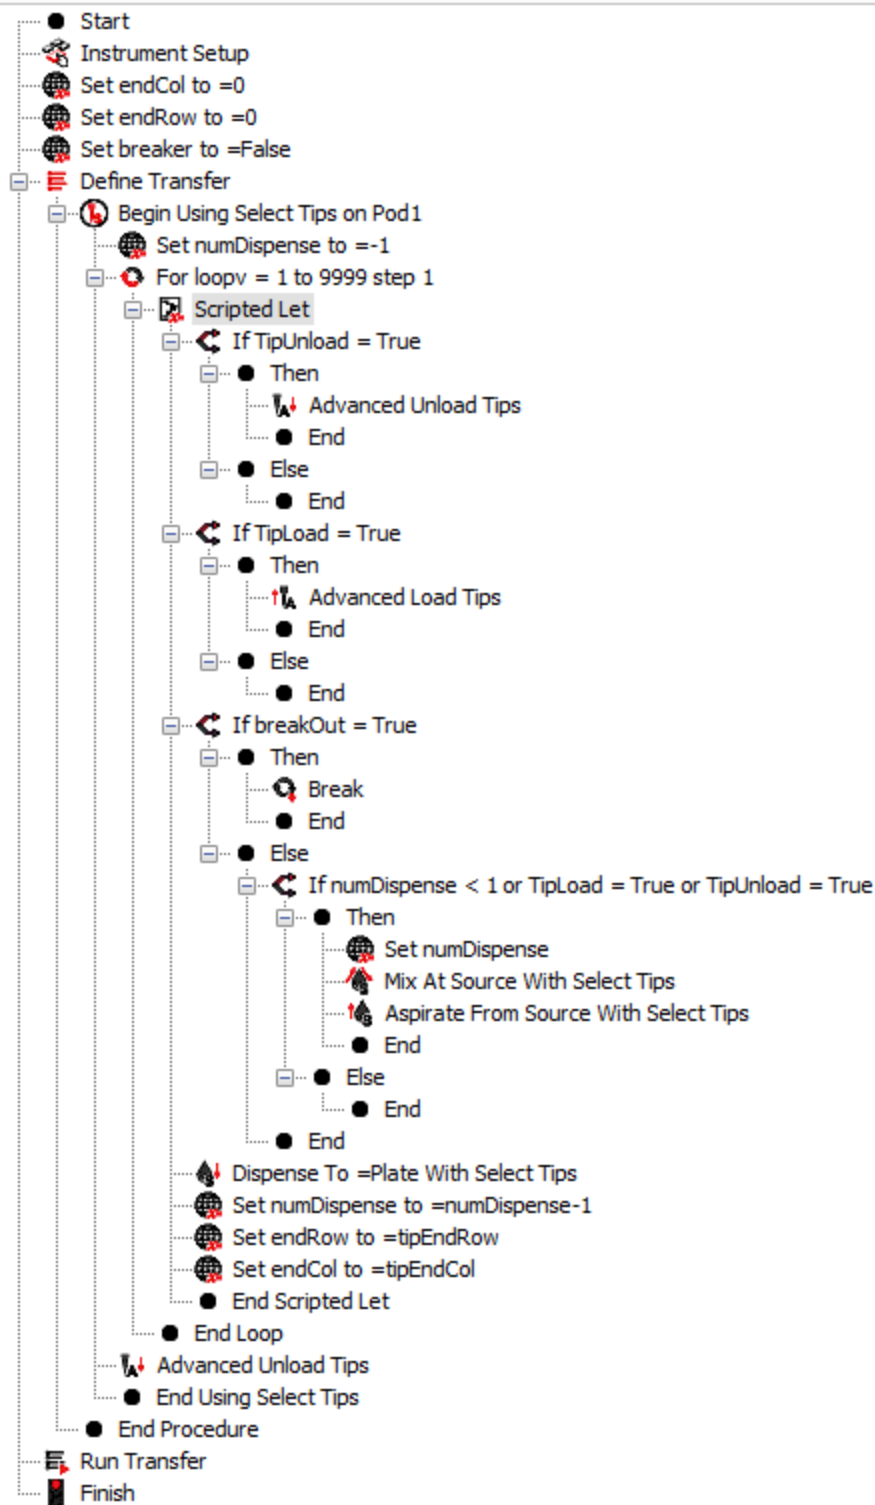 Start
Instrument Setup
Set endCol to =0
Set endRow to =0
Set breaker to =False
Define Transfer
Begin Using Select Tips on Pod1
Set numDispense to =-1
For loopv = 1 to 9999 step 1
Scripted Let
If TipUnload = True
Then
Advanced Unload Tips
End
Else
End
If TipLoad = True
Then
Advanced Load Tips
End
Else
End
If breakOut = True
Then
Break
End
Else
If numDispense < 1 or TipLoad = True or TipUnload = True
Then
Set numDispense
Mix At Source With Select Tips
Aspirate From Source With Select Tips
End
Else
End
End
Dispense To =Plate With Select Tips
Set numDispense to =numDispense-1
Set endRow to =tipEndRow
Set endCol to =tipEndCol
End Scripted Let
End Loop
Advanced Unload Tips
End Using Select Tips
End Procedure
Run Transfer
Finish